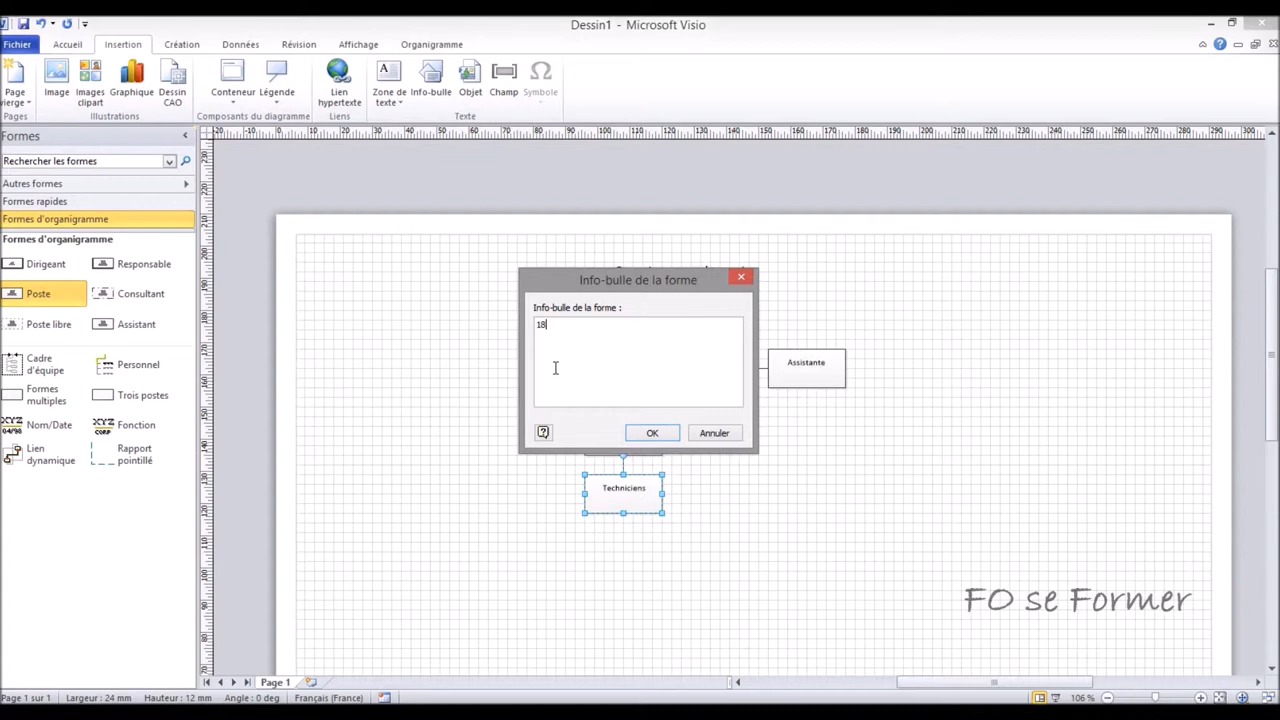 Dessin1 - Microsoft Visio
Fichier Accueil Insertion Création Données Révision Affichage Organigramme
Page Image Images Graphique Dessin Conteneur Légende Lien Zone de Info-bulle Objet Champ Symbole
vierge clipart CAO hypertexte texte
Pages Illustrations Composants du diagramme Liens Texte
Formes
Rechercher les formes
Autres formes
Formes rapides
Formes d'organigramme
Formes d'organigramme
Dirigeant Responsable
Poste Consultant
Poste libre Assistant
Cadre d'équipe Personnel
Formes multiples Trois postes
Nom/Date Fonction
Lien dynamique Rapport pointillé
Info-bulle de la forme
Info-bulle de la forme :
18
OK Annuler
Assistante
Techniciens
FO se Former
Page 1
Page 1 sur 1 Largeur : 24 mm Hauteur : 12 mm Angle : 0 deg Français (France) 106 %